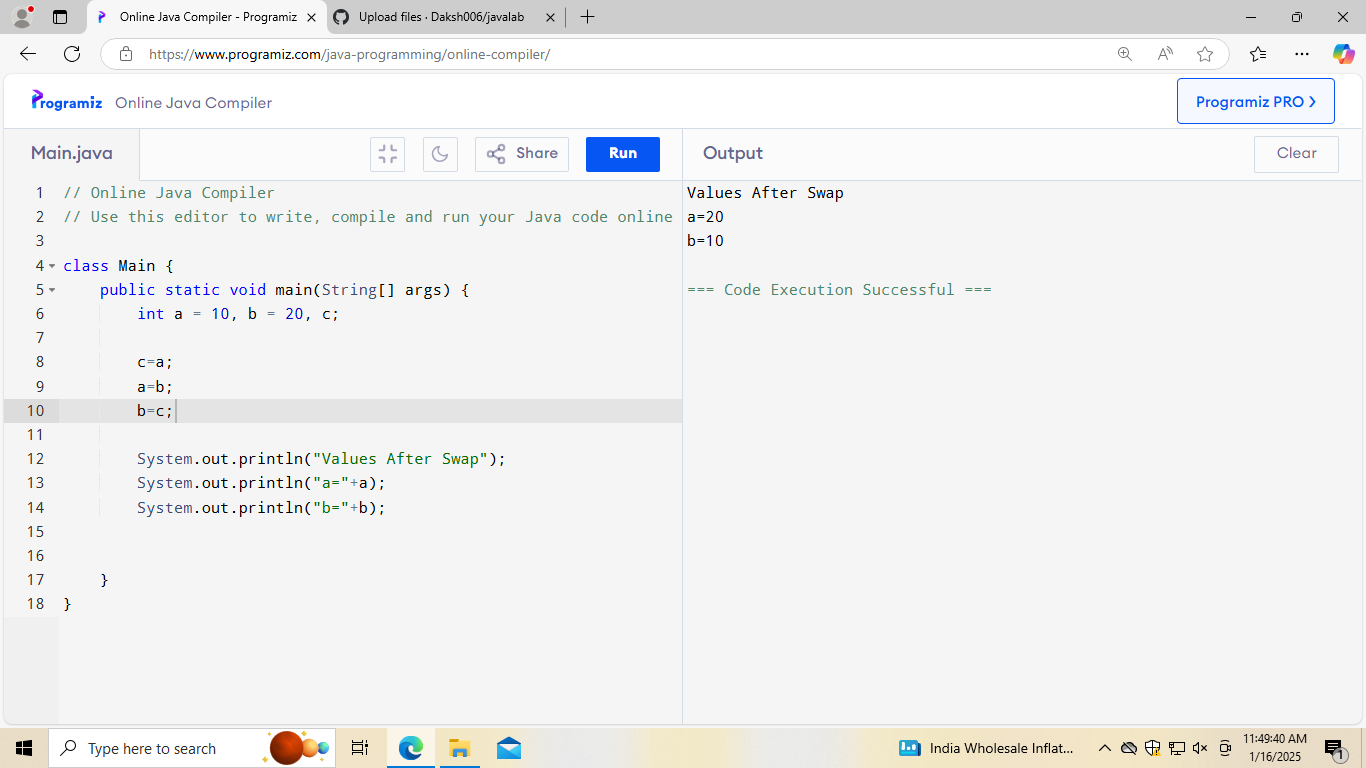 Online Java Compiler - Programiz
Upload files · Daksh006/javalab
https://www.programiz.com/java-programming/online-compiler/
Programiz Online Java Compiler
Programiz PRO >
Main.java
Share
Run
Output
Clear
1 // Online Java Compiler
2 // Use this editor to write, compile and run your Java code online
3
4 class Main {
5 public static void main(String[] args) {
6 int a = 10, b = 20, c;
7
8 c=a;
9 a=b;
10 b=c;
11
12 System.out.println("Values After Swap");
13 System.out.println("a="+a);
14 System.out.println("b="+b);
15
16
17 }
18 }
Values After Swap
a=20
b=10
=== Code Execution Successful ===
Type here to search
India Wholesale Inflat...
11:49:40 AM
1/16/2025
1